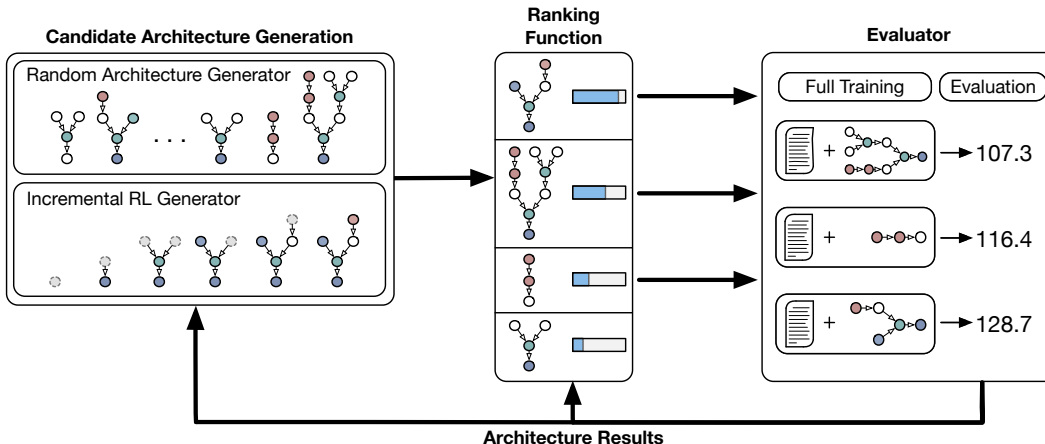 Candidate Architecture Generation
Random Architecture Generator
. . .
Incremental RL Generator
Ranking
Function
Evaluator
Full Training
Evaluation
+
107.3
+
116.4
+
128.7
Architecture Results